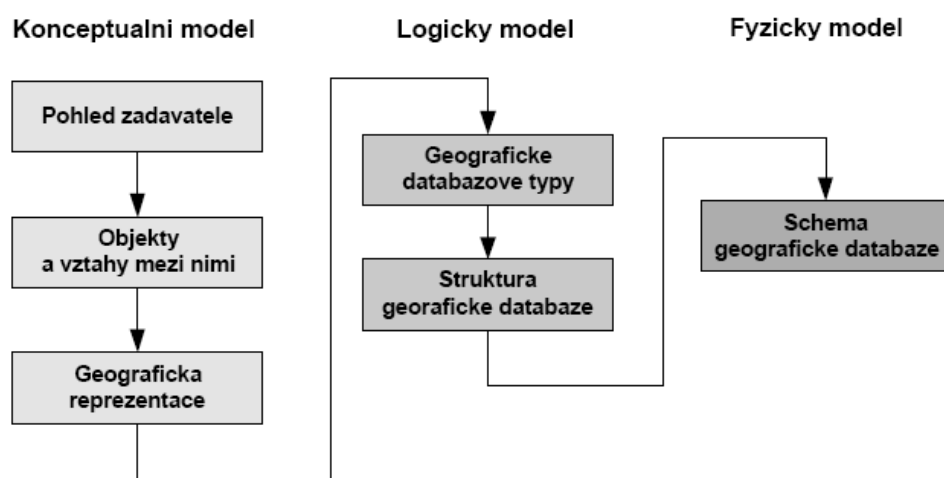 Konceptualni model
Pohled zadavatele
Objekty
a vztahy mezi nimi
Geograficka
reprezentace
Logicky model
Geograficke
databazove typy
Struktura
georaficke databaze
Fyzicky model
Schema
geograficke databaze